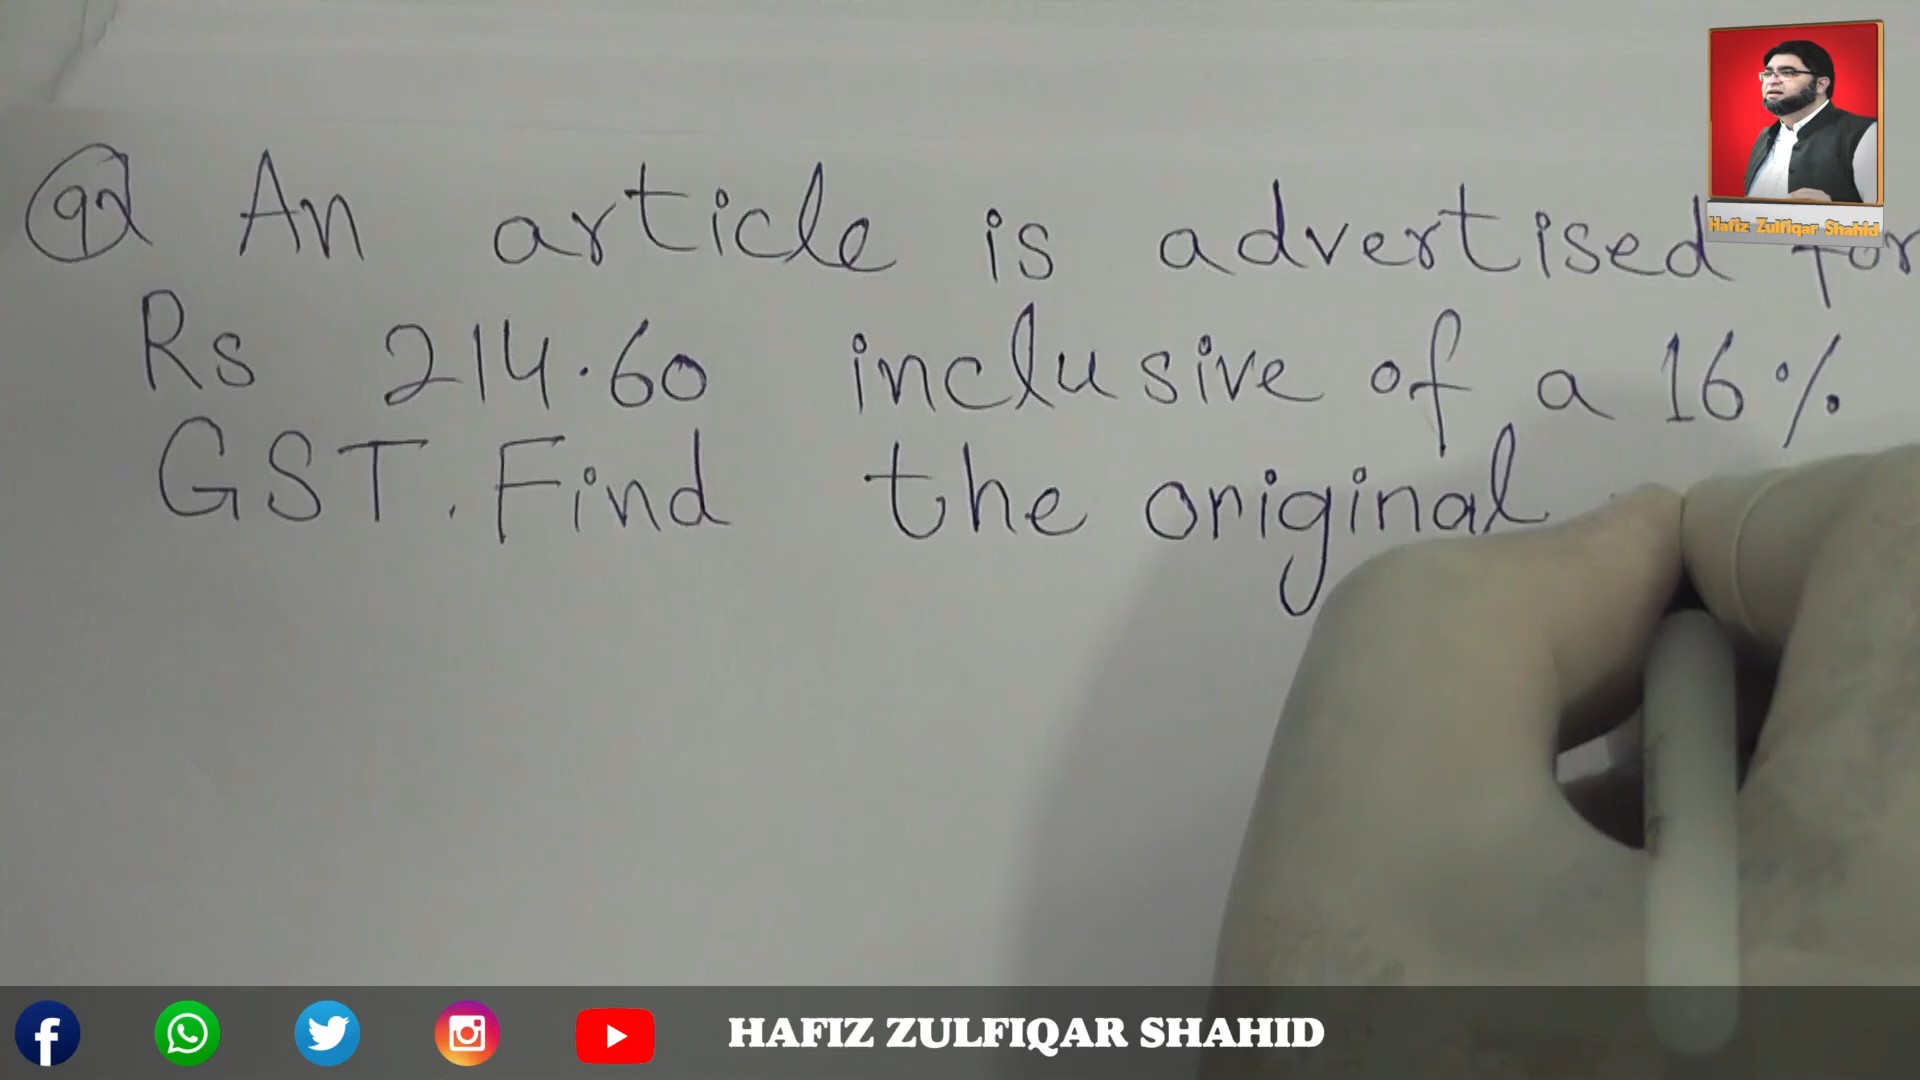 Q2 An article is advertised for
Rs 214.60 inclusive of a 16%
GST. Find the original
Hafiz Zulfiqar Shahid
HAFIZ ZULFIQAR SHAHID